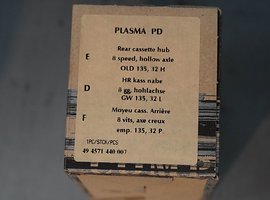 PLASMA PD
E
Rear cassette hub
8 speed, hollow axle
OLD 135, 32 H
D
HR kass nabe
8 gg, hohlachse
GW 135, 32 L
F
Moyeu cass. Arrière
8 vits, axe creux
emp. 135, 32 P.
1PC/STCK/PCS
49 4571 440 007